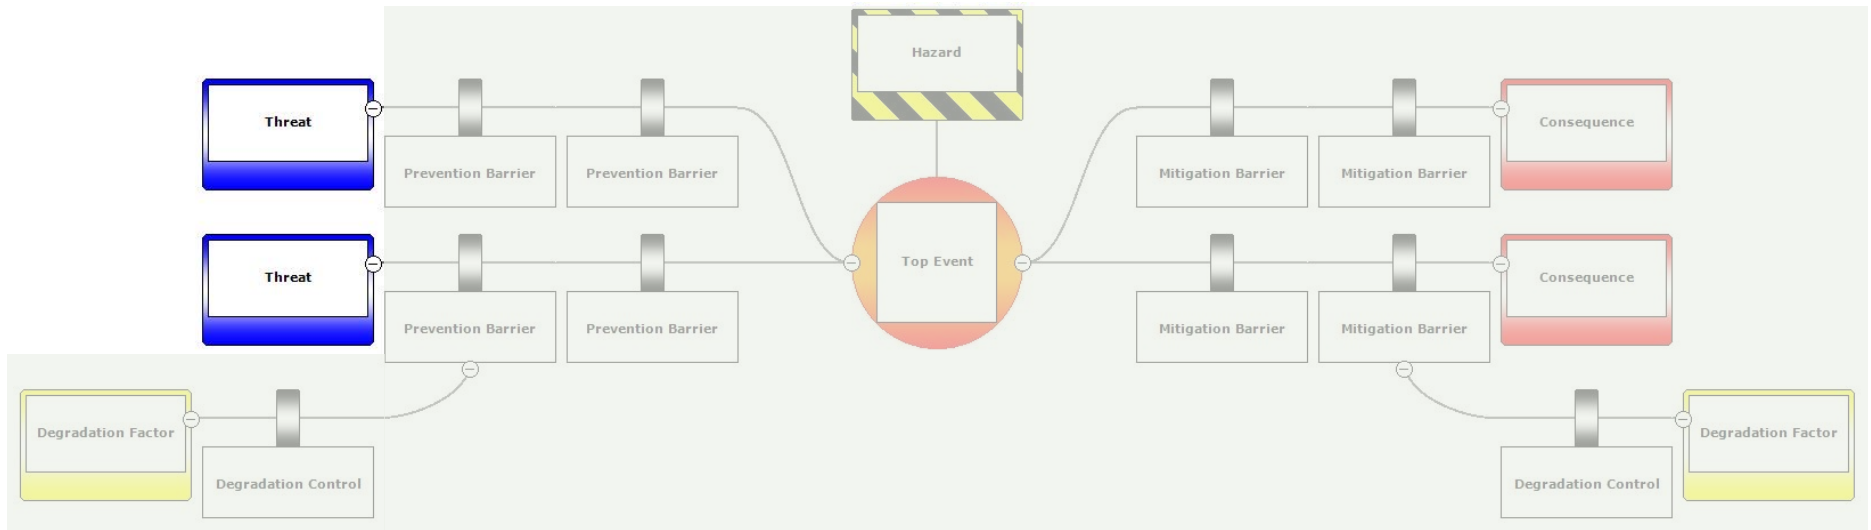 Hazard
Threat
Consequence
Prevention Barrier Prevention Barrier Mitigation Barrier Mitigation Barrier
Top Event
Threat
Consequence
Prevention Barrier Prevention Barrier Mitigation Barrier Mitigation Barrier
Degradation Factor
Degradation Factor
Degradation Control
Degradation Control